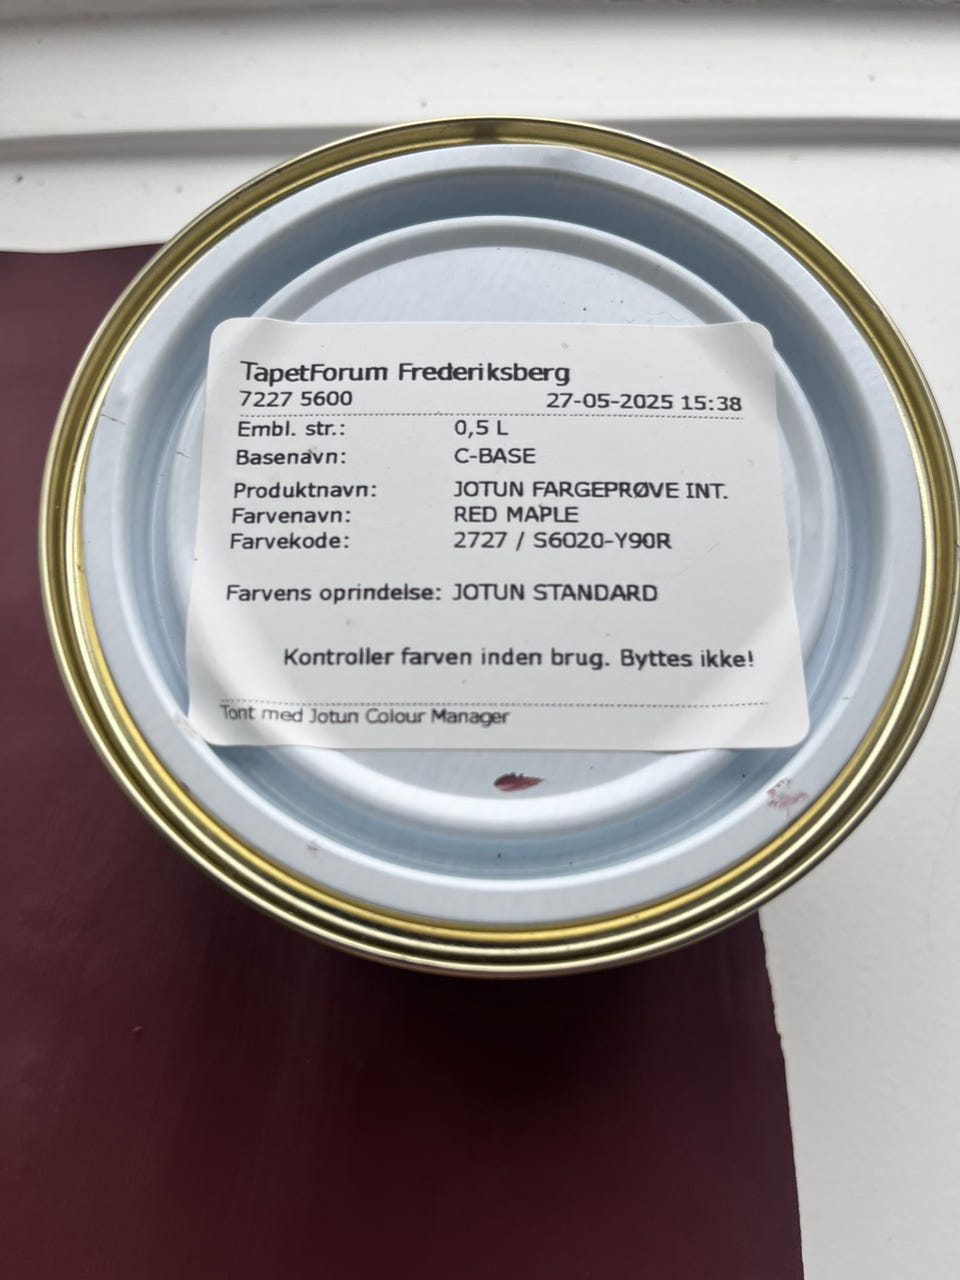 TapetForum Frederiksberg
7227 5600 27-05-2025 15:38
Embl. str.: 0,5 L
Basenavn: C-BASE
Produktnavn: JOTUN FARGEPRØVE INT.
Farvenavn: RED MAPLE
Farvekode: 2727 / S6020-Y90R
Farvens oprindelse: JOTUN STANDARD
Kontroller farven inden brug. Byttes ikke!
Tont med Jotun Colour Manager